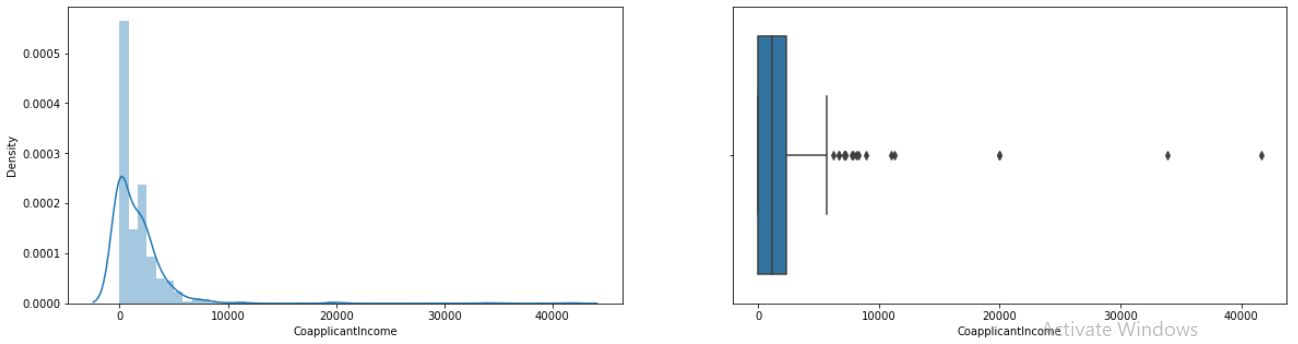 0.0005
0.0004
0.0003
0.0002
0.0001
0.0000
Density
0 10000 20000 30000 40000
CoapplicantIncome
0 10000 20000 30000 40000
CoapplicantIncome
Activate Windows